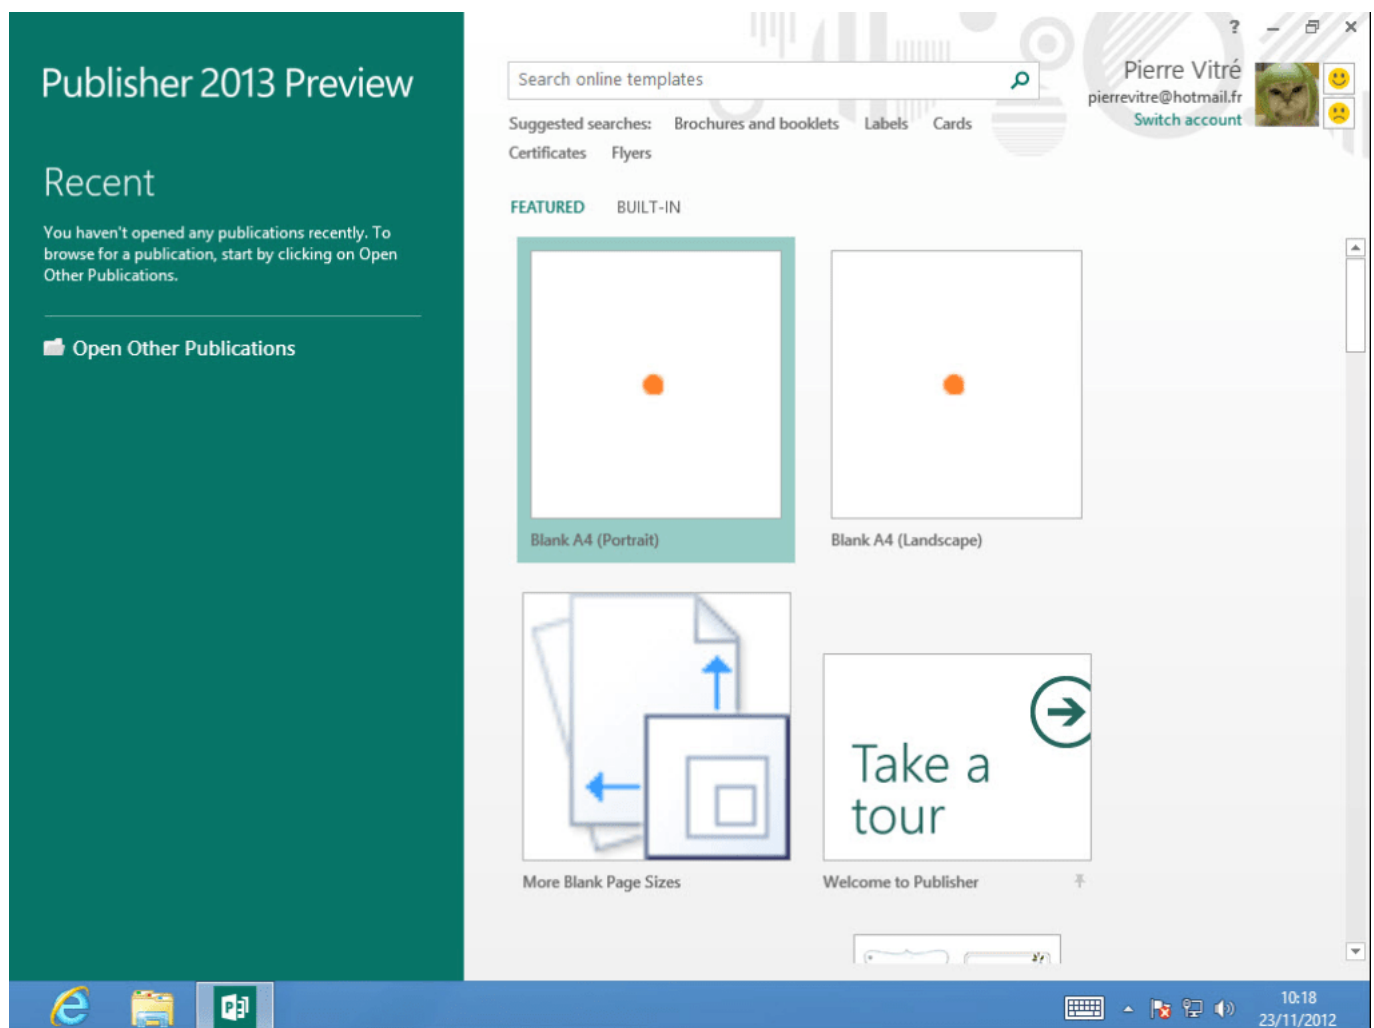 Publisher 2013 Preview
Recent
You haven't opened any publications recently. To
browse for a publication, start by clicking on Open
Other Publications.
Open Other Publications
?
Search online templates
Pierre Vitré
pierrevitre@hotmail.fr
Switch account
Suggested searches: Brochures and booklets Labels Cards
Certificates Flyers
FEATURED BUILT-IN
Blank A4 (Portrait)
Blank A4 (Landscape)
More Blank Page Sizes
Take a
tour
Welcome to Publisher
10:18
23/11/2012